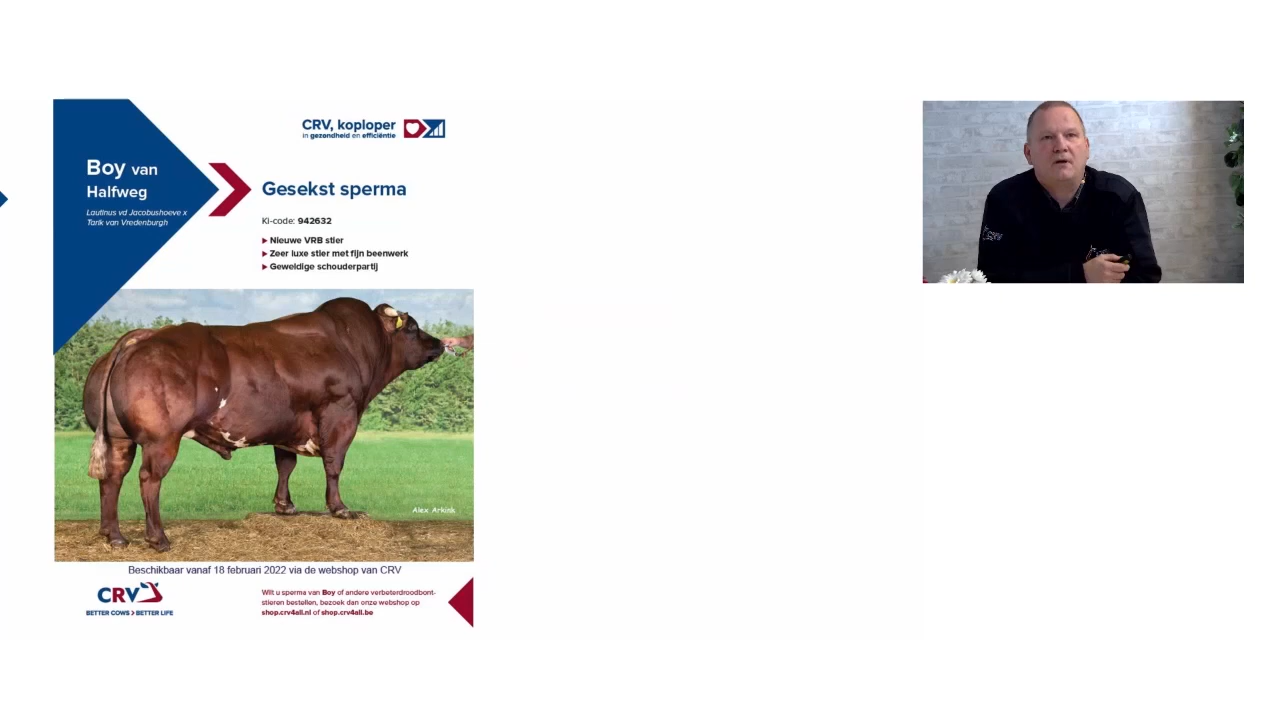 CRV, koploper
in gezondheid en efficiëntie
Boy van
Halfweg
Lautinus vd Jacobushoeve x
Tarik van Vredenburgh
Gesekst sperma
KI-code: 942632
Nieuwe VRB stier
Zeer luxe stier met fijn beenwerk
Geweldige schouderpartij
Alex Arkink
Beschikbaar vanaf 18 februari 2022 via de webshop van CRV
CRV
BETTER COWS > BETTER LIFE
Wilt u sperma van Boy of andere verbeterdroodbont-
stieren bestellen, bezoek dan onze webshop op
shop.crv4all.nl of shop.crv4all.be